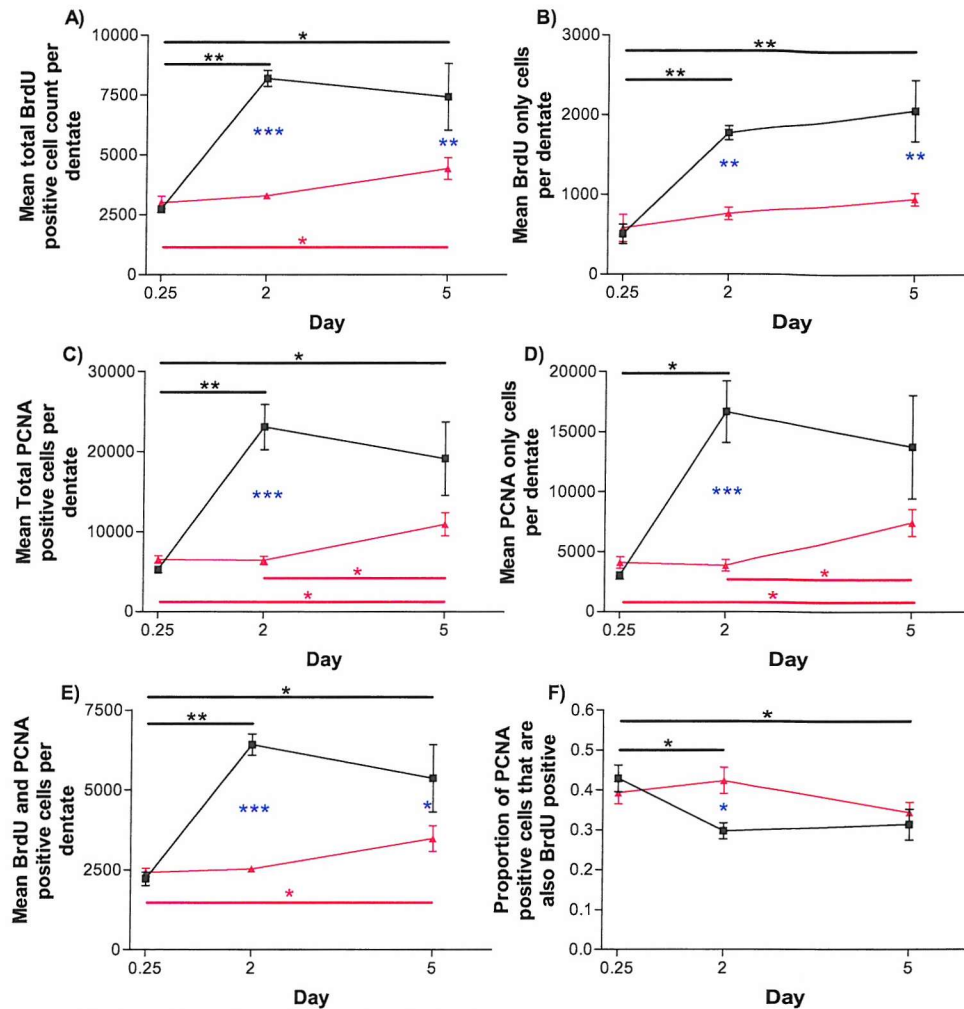 A)
Mean total BrdU
positive cell count per
dentate
10000
7500
5000
2500
0
*
**
***
**
*
0.25 2 5
Day
B)
Mean BrdU only cells
per dentate
3000
2000
1000
0
**
**
**
**
0.25 2 5
Day
C)
Mean Total PCNA
positive cells per
dentate
30000
20000
10000
0
*
**
***
*
*
0.25 2 5
Day
D)
Mean PCNA only cells
per dentate
20000
15000
10000
5000
0
*
***
*
*
0.25 2 5
Day
E)
Mean BrdU and PCNA
positive cells per
dentate
7500
5000
2500
0
*
**
***
*
*
0.25 2 5
Day
F)
Proportion of PCNA
positive cells that are
also BrdU positive
0.6
0.5
0.4
0.3
0.2
0.1
0.0
*
*
*
0.25 2 5
Day